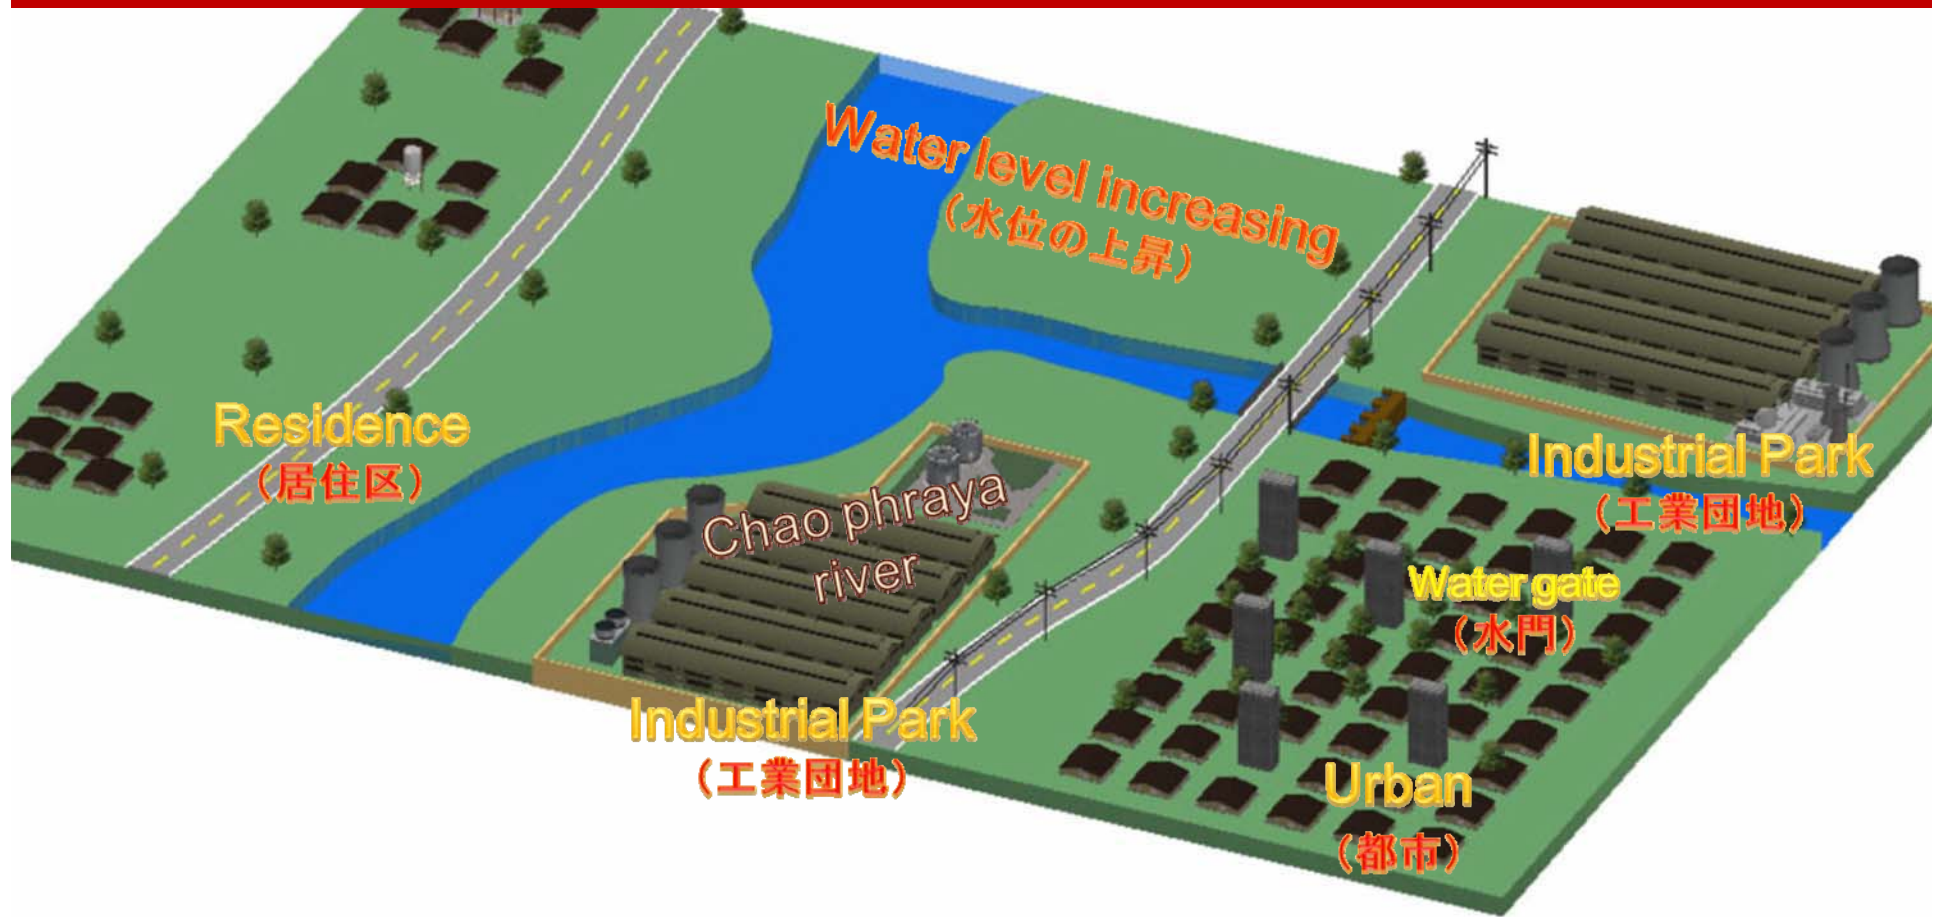 Water level increasing
(水位の上昇)
Residence
(居住区)
Industrial Park
(工業団地)
Chao phraya
river
Water gate
(水門)
Industrial Park
(工業団地)
Urban
(都市)